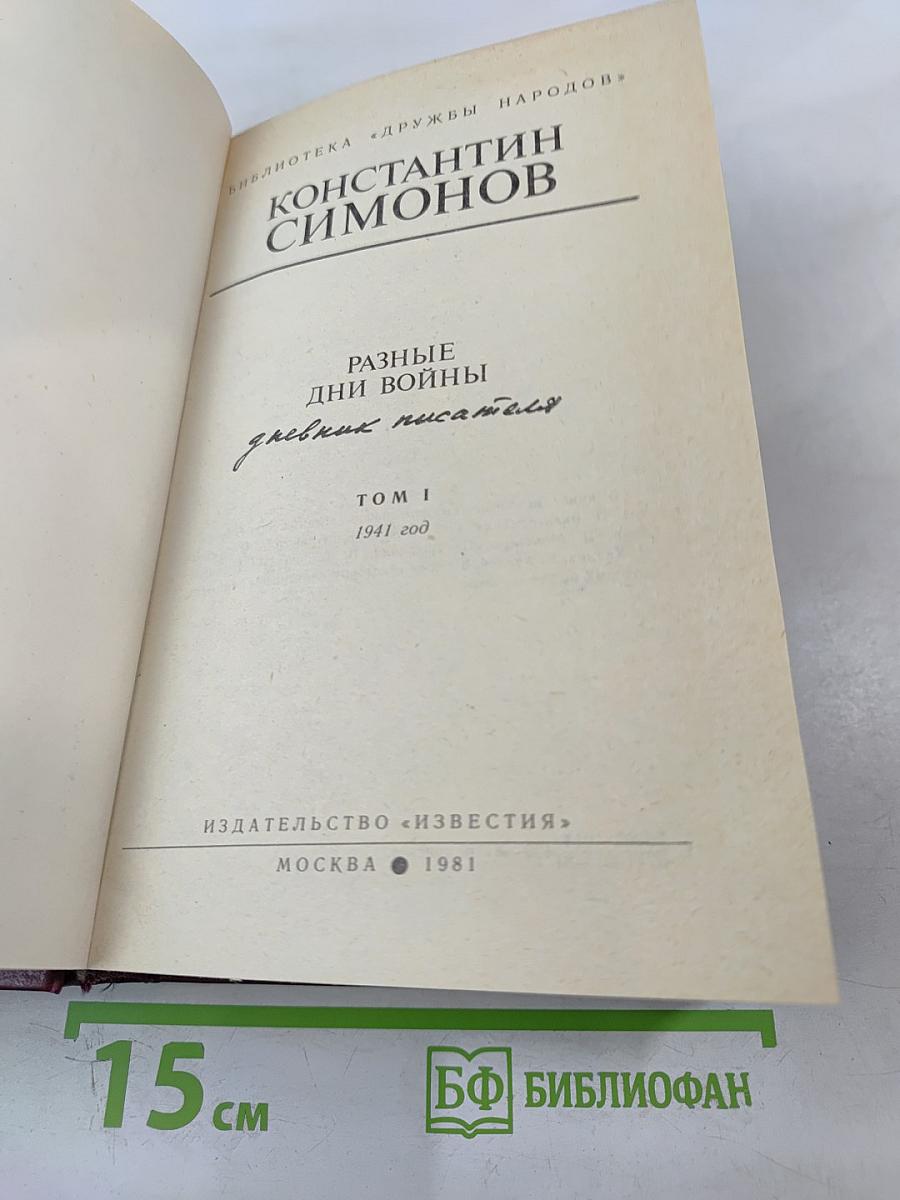 БИБЛИОТЕКА «ДРУЖБЫ НАРОДОВ»
КОНСТАНТИН
СИМОНОВ
РАЗНЫЕ
ДНИ ВОЙНЫ
дневник писателя
ТОМ I
1941 год
ИЗДАТЕЛЬСТВО «ИЗВЕСТИЯ»
МОСКВА ● 1981
15 см
БФ БИБЛИОФАН